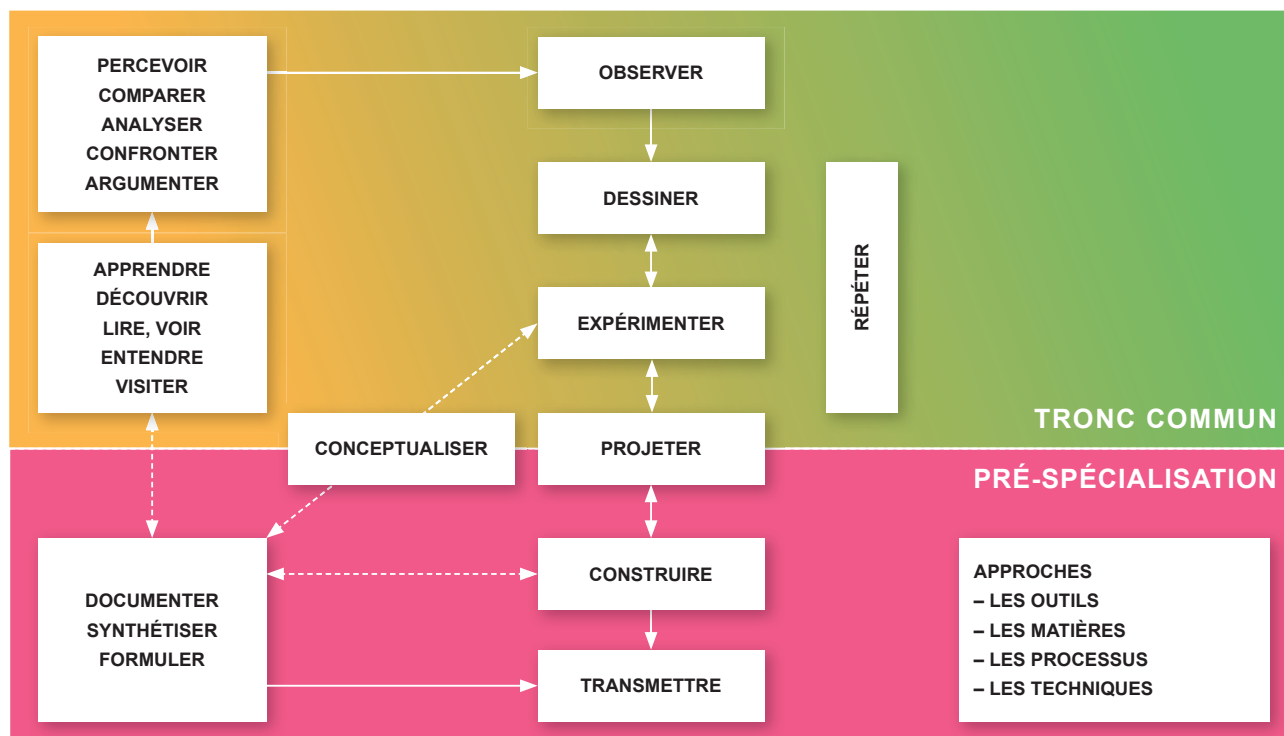 PERCEVOIR
COMPARER
ANALYSER
CONFRONTER
ARGUMENTER
OBSERVER
DESSINER
RÉPÉTER
APPRENDRE
DÉCOUVRIR
LIRE, VOIR
ENTENDRE
VISITER
EXPÉRIMENTER
TRONC COMMUN
CONCEPTUALISER
PROJETER
PRÉ-SPÉCIALISATION
DOCUMENTER
SYNTHÉTISER
FORMULER
CONSTRUIRE
TRANSMETTRE
APPROCHES
– LES OUTILS
– LES MATIÈRES
– LES PROCESSUS
– LES TECHNIQUES